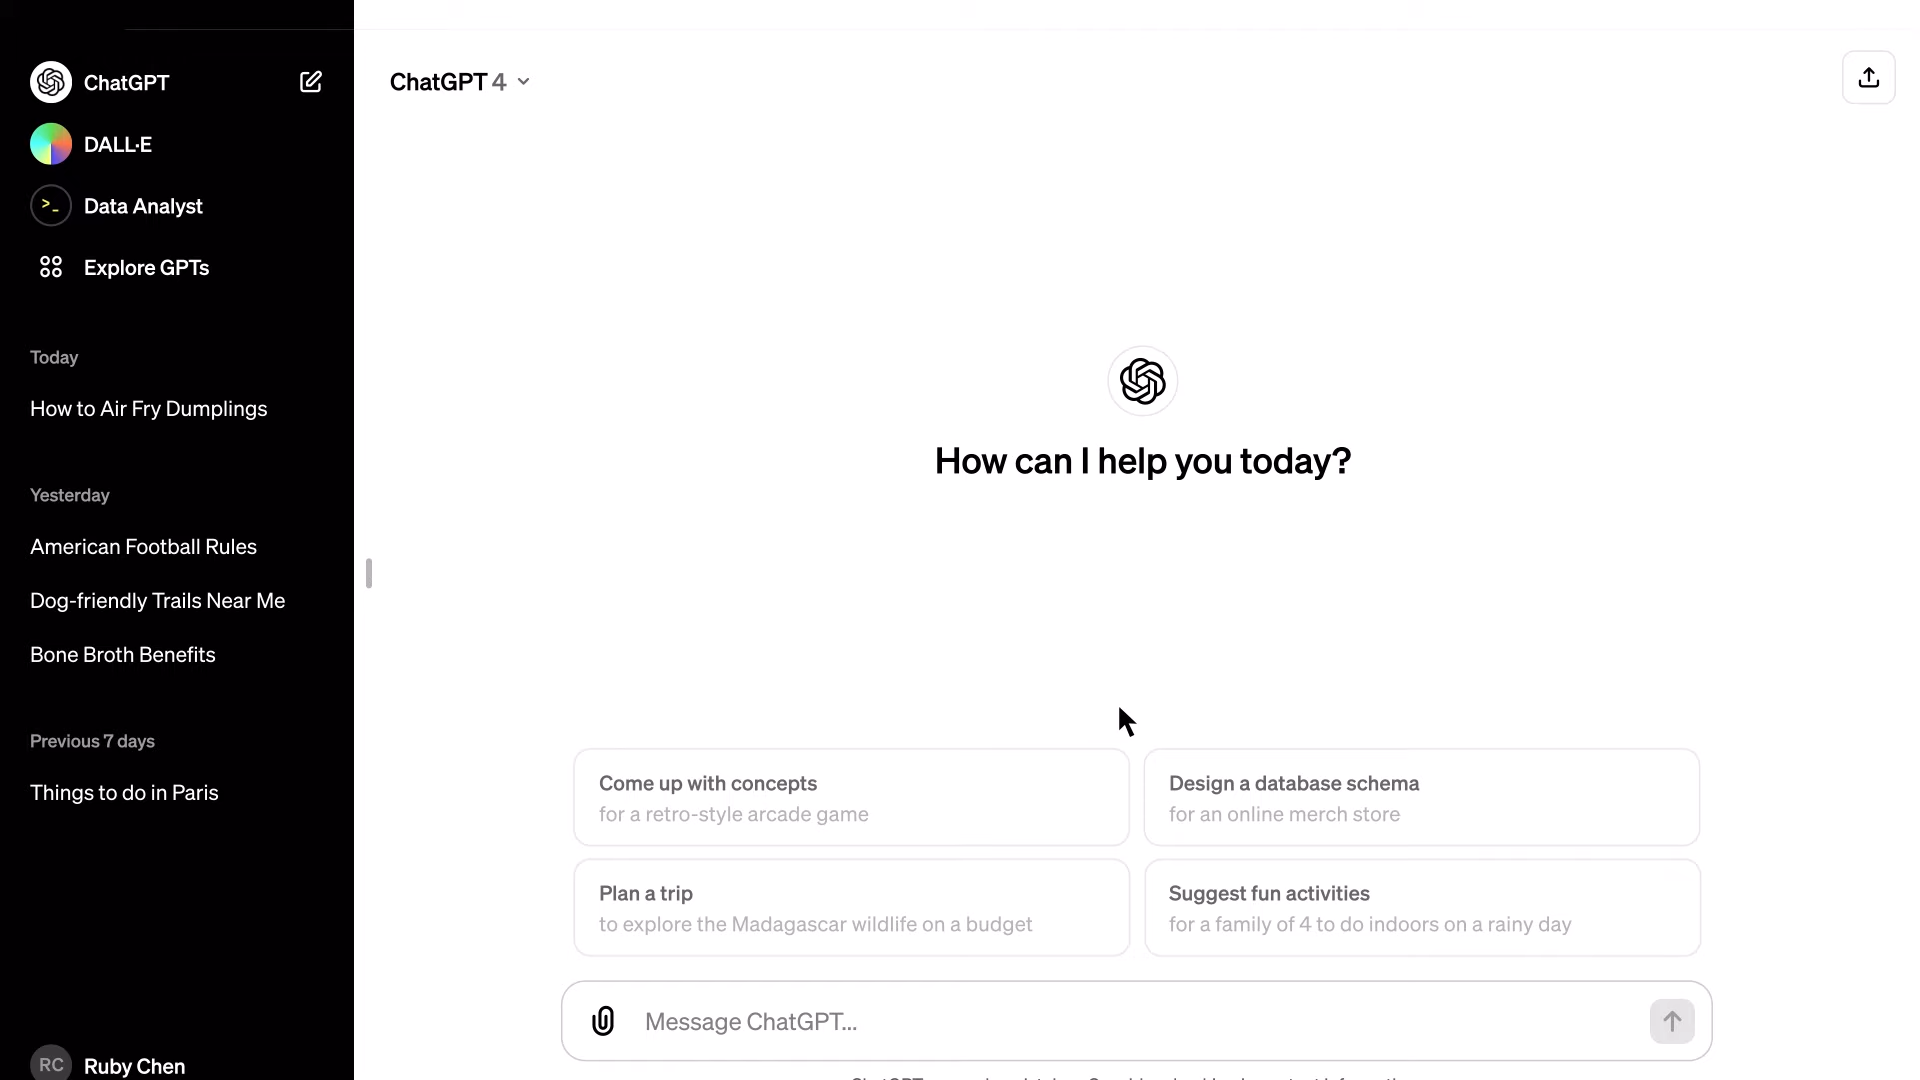 ChatGPT
DALL·E
>_
Data Analyst
Explore GPTs
Today
How to Air Fry Dumplings
Yesterday
American Football Rules
Dog-friendly Trails Near Me
Bone Broth Benefits
Previous 7 days
Things to do in Paris
RC
Ruby Chen
ChatGPT 4
How can I help you today?
Come up with concepts
for a retro-style arcade game
Design a database schema
for an online merch store
Plan a trip
to explore the Madagascar wildlife on a budget
Suggest fun activities
for a family of 4 to do indoors on a rainy day
Message ChatGPT...